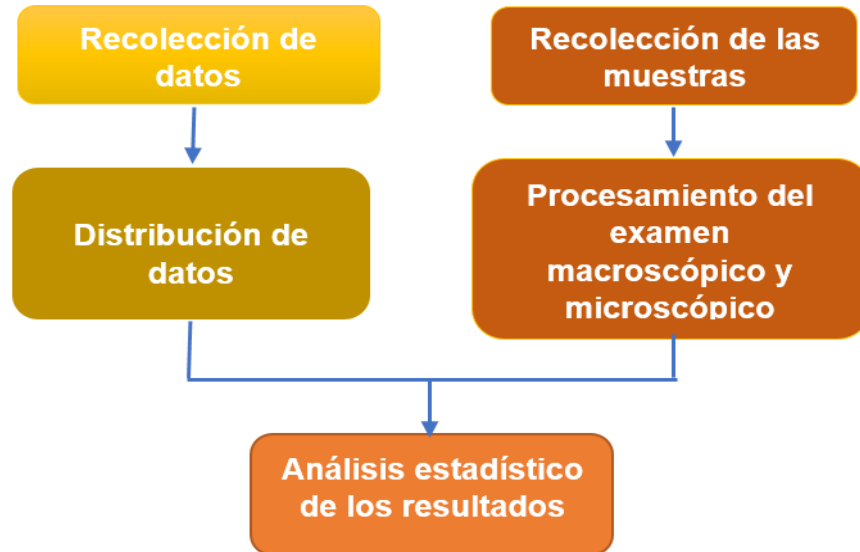 Recolección de
datos
Recolección de las
muestras
Distribución de
datos
Procesamiento del
examen
macroscópico y
microscópico
Análisis estadístico
de los resultados